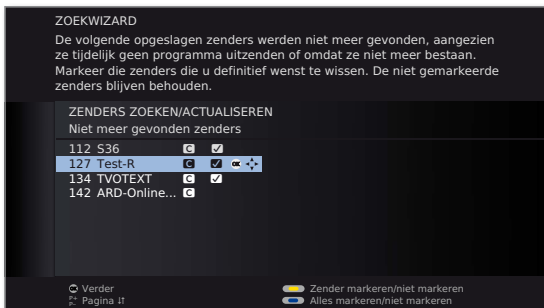 ZOEKWIZARD
De volgende opgeslagen zenders werden niet meer gevonden, aangezien
ze tijdelijk geen programma uitzenden of omdat ze niet meer bestaan.
Markeer die zenders die u definitief wenst te wissen. De niet gemarkeerde
zenders blijven behouden.
ZENDERS ZOEKEN/ACTUALISEREN
Niet meer gevonden zenders
112 S36 C
127 Test-R C OK
134 TVOTEXT C
142 ARD-Online... C
OK Verder
Zender markeren/niet markeren
P+ P- Pagina
Alles markeren/niet markeren